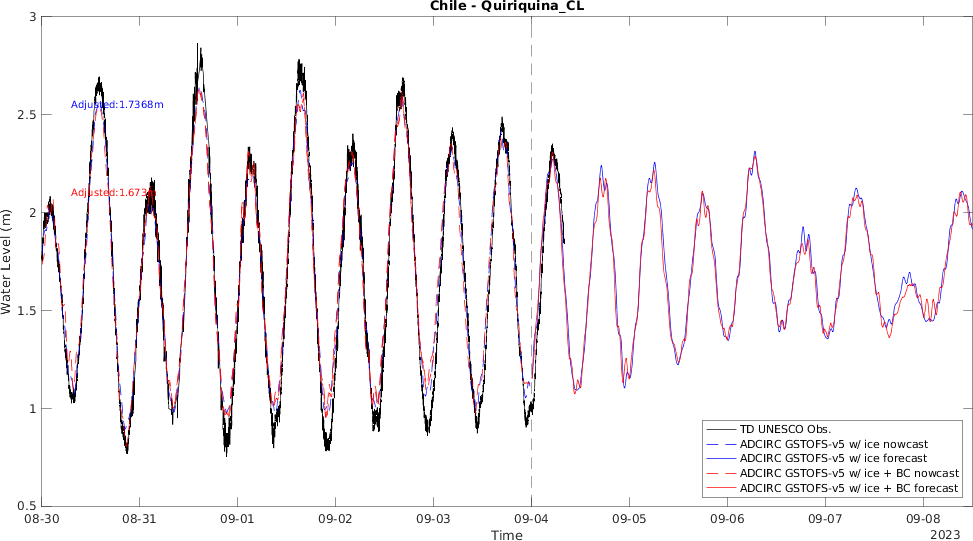 Chile - Quiriquina_CL
3
2.5
2
1.5
1
0.5
Water Level (m)
Adjusted:1.7368m
Adjusted:1.673
08-30
08-31
09-01
09-02
09-03
09-04
09-05
09-06
09-07
09-08
Time
2023
TD UNESCO Obs.
ADCIRC GSTOFS-v5 w/ ice nowcast
ADCIRC GSTOFS-v5 w/ ice forecast
ADCIRC GSTOFS-v5 w/ ice + BC nowcast
ADCIRC GSTOFS-v5 w/ ice + BC forecast